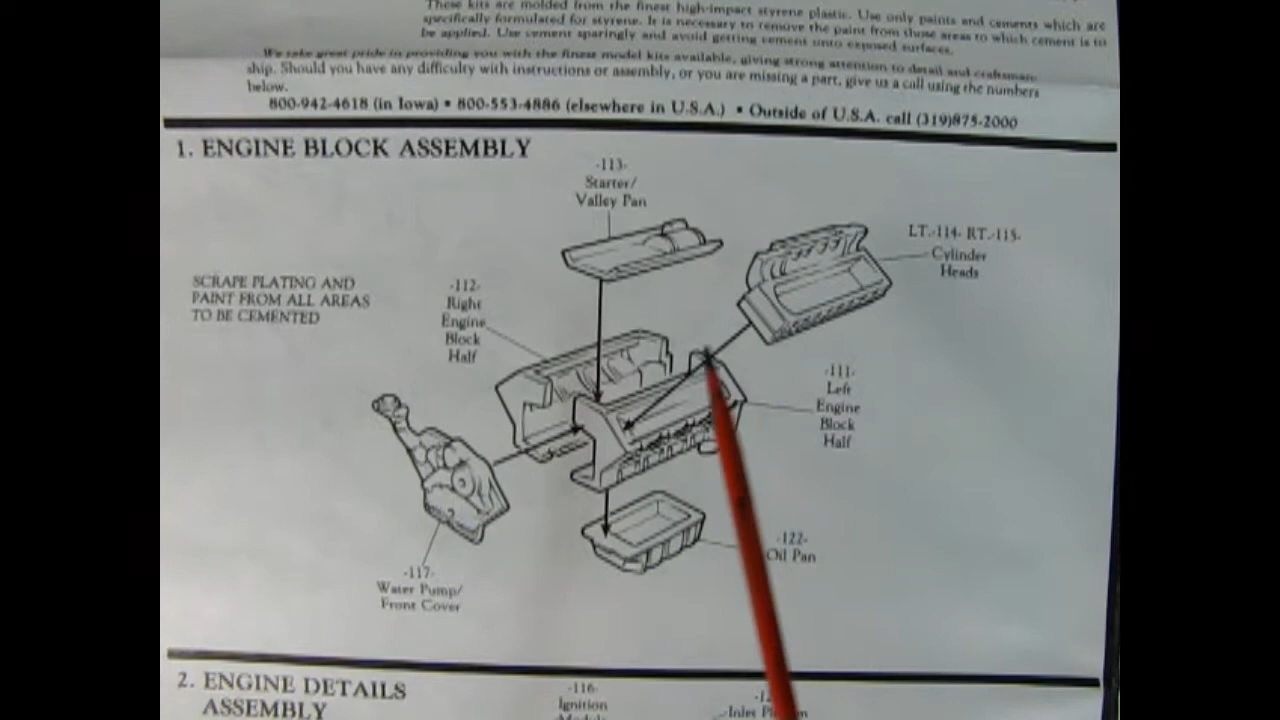 These kits are molded from the finest high-impact styrene plastic. Use only paints and cements which are
specifically formulated for styrene. It is necessary to remove the paint from those areas to which cement is to
be applied. Use cement sparingly and avoid getting cement onto exposed surfaces.
We take great pride in providing you with the finest model kits available, giving strong attention to detail and craftsman-
ship. Should you have any difficulty with instructions or assembly, or you are missing a part, give us a call using the numbers
below.
800-942-4618 (in Iowa) • 800-553-4886 (elsewhere in U.S.A.) • Outside of U.S.A. call (319)875-2000
1. ENGINE BLOCK ASSEMBLY
-113-
Starter/
Valley Pan
LT.-114- RT.-115-
Cylinder
Heads
SCRAPE PLATING AND
PAINT FROM ALL AREAS
TO BE CEMENTED
-112-
Right
Engine
Block
Half
-111-
Left
Engine
Block
Half
-122-
Oil Pan
-117-
Water Pump/
Front Cover
2. ENGINE DETAILS
ASSEMBLY
-116-
Ignition
Inlet